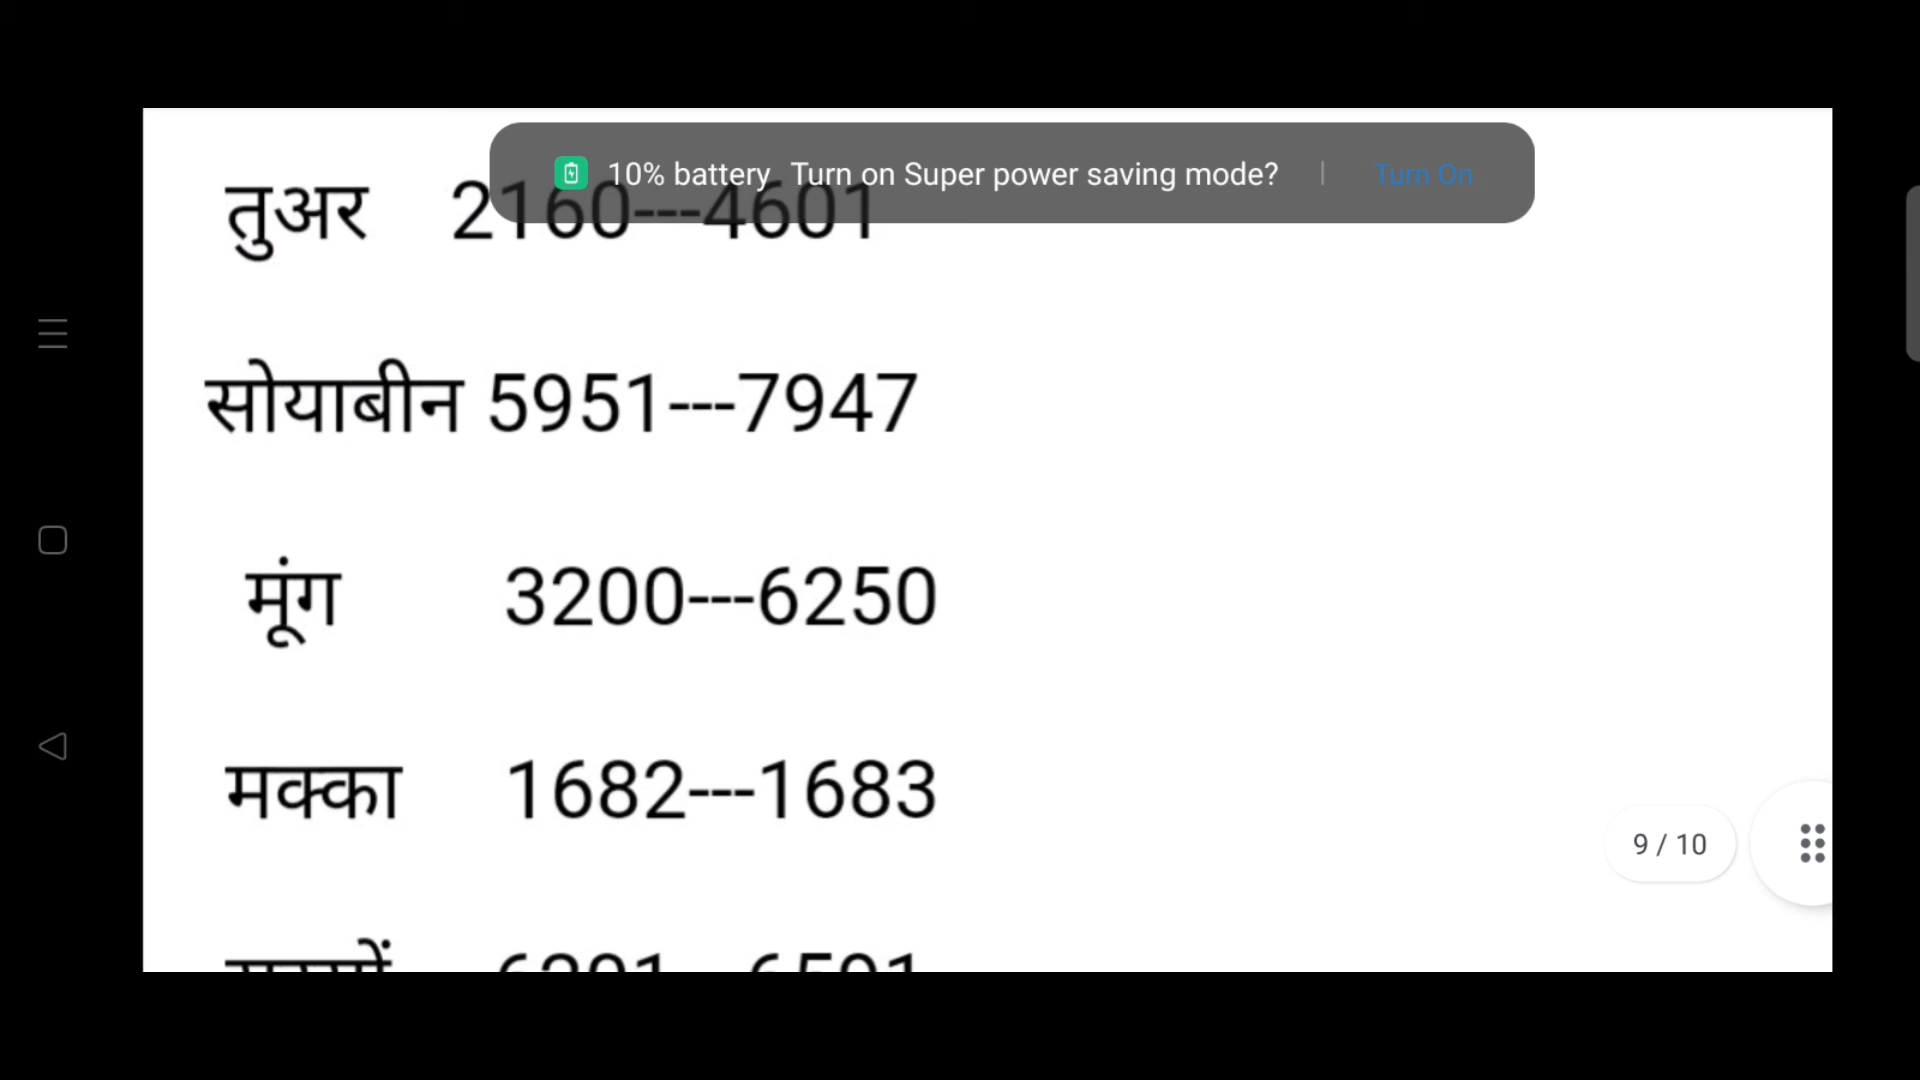 10% battery Turn on Super power saving mode? | Turn On
तुअर 2160---4601
सोयाबीन 5951---7947
मूंग 3200---6250
मक्का 1682---1683
9 / 10